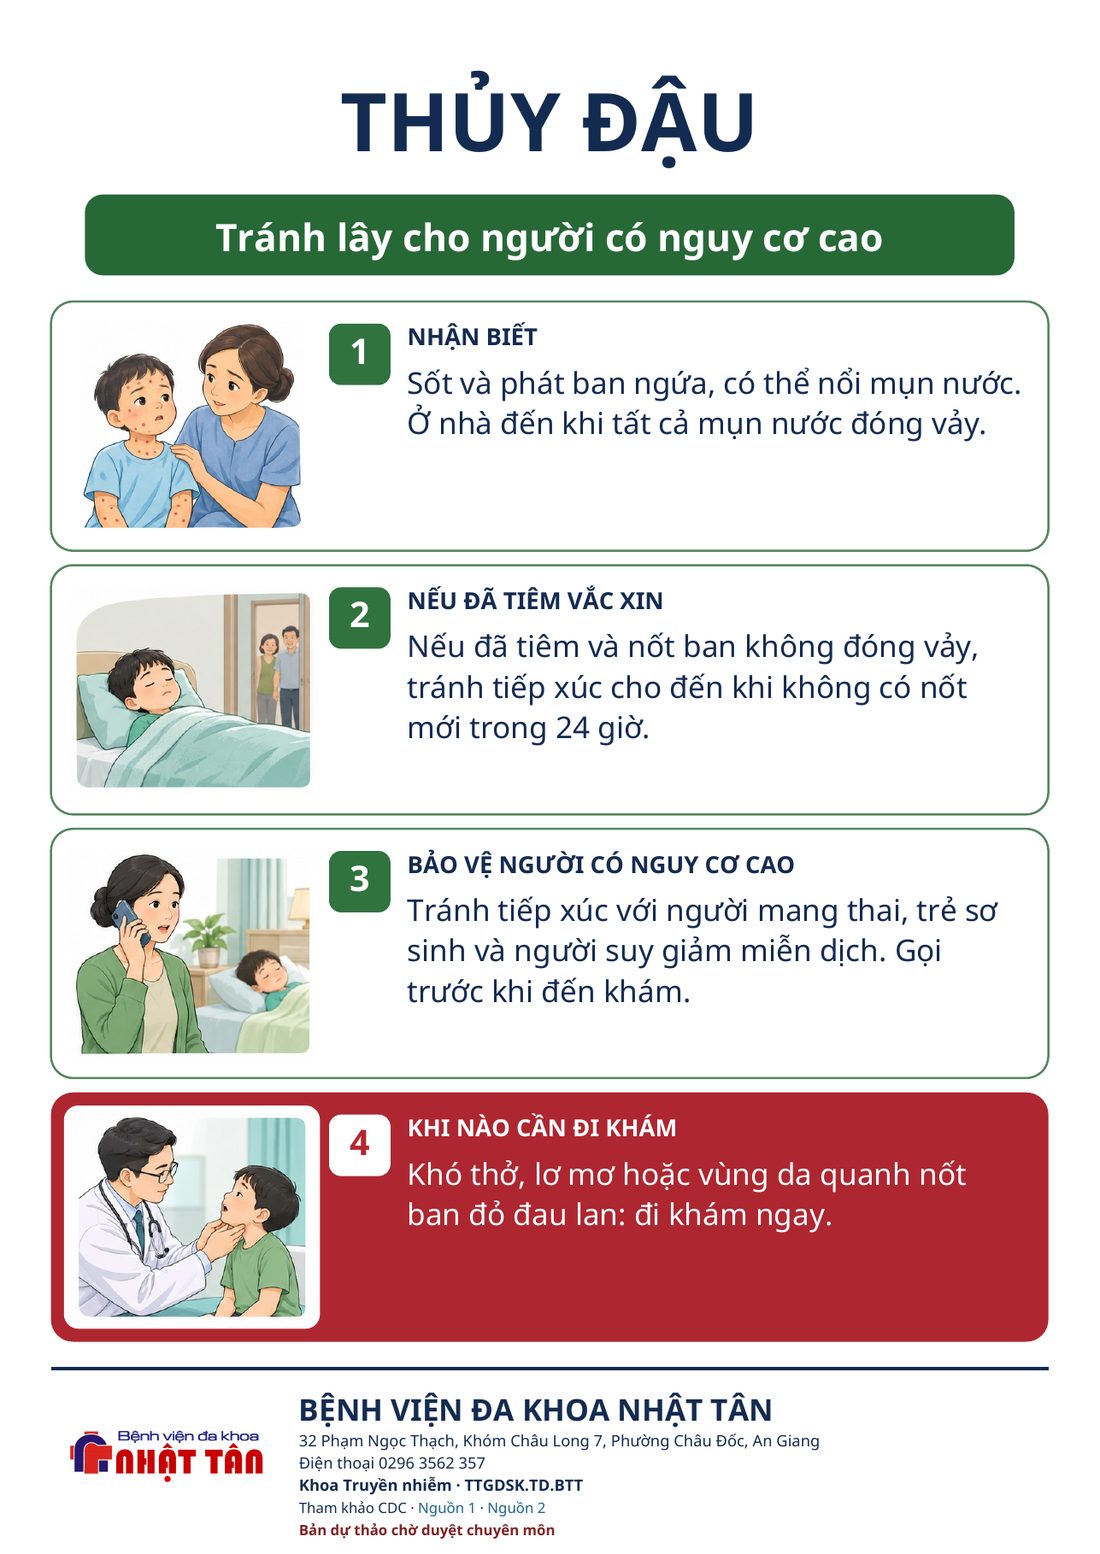 THỦY ĐẬU
Tránh lây cho người có nguy cơ cao
1
NHẬN BIẾT
Sốt và phát ban ngứa, có thể nổi mụn nước.
Ở nhà đến khi tất cả mụn nước đóng vảy.
2
NẾU ĐÃ TIÊM VẮC XIN
Nếu đã tiêm và nốt ban không đóng vảy,
tránh tiếp xúc cho đến khi không có nốt
mới trong 24 giờ.
3
BẢO VỆ NGƯỜI CÓ NGUY CƠ CAO
Tránh tiếp xúc với người mang thai, trẻ sơ
sinh và người suy giảm miễn dịch. Gọi
trước khi đến khám.
4
KHI NÀO CẦN ĐI KHÁM
Khó thở, lơ mơ hoặc vùng da quanh nốt
ban đỏ đau lan: đi khám ngay.
Bệnh viện đa khoa
NHẬT TÂN
BỆNH VIỆN ĐA KHOA NHẬT TÂN
32 Phạm Ngọc Thạch, Khóm Châu Long 7, Phường Châu Đốc, An Giang
Điện thoại 0296 3562 357
Khoa Truyền nhiễm · TTGDSK.TD.BTT
Tham khảo CDC · Nguồn 1 · Nguồn 2
Bản dự thảo chờ duyệt chuyên môn